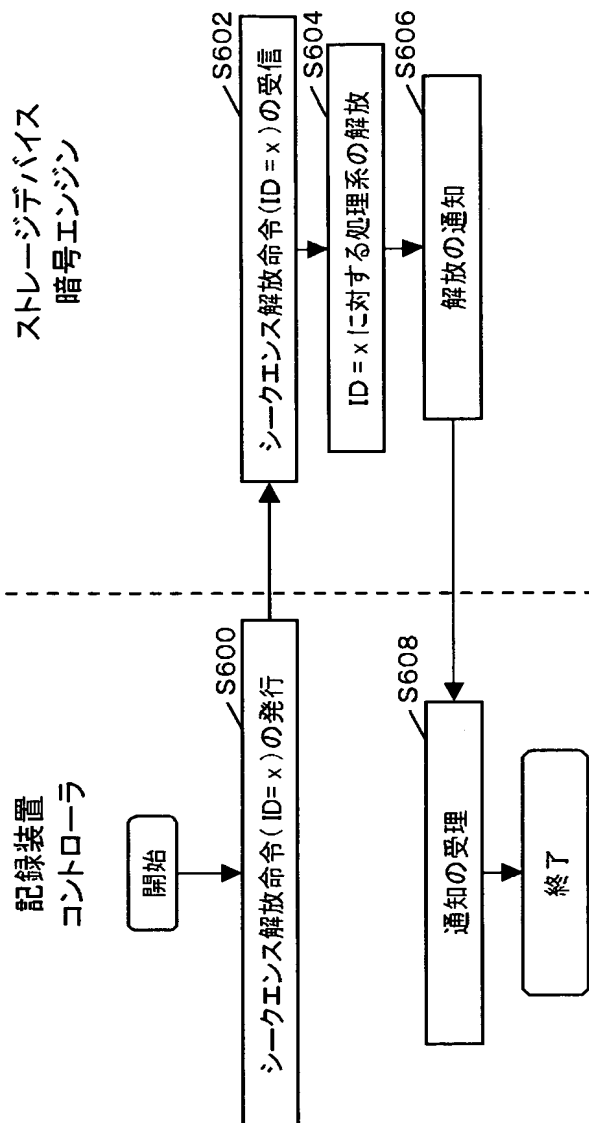 記録装置
コントローラ
ストレージデバイス
暗号エンジン
開始
S600
シークエンス解放命令( ID= x )の発行
S602
シークエンス解放命令(ID = x )の受信
S604
ID = x に対する処理系の解放
S606
解放の通知
S608
通知の受理
終了